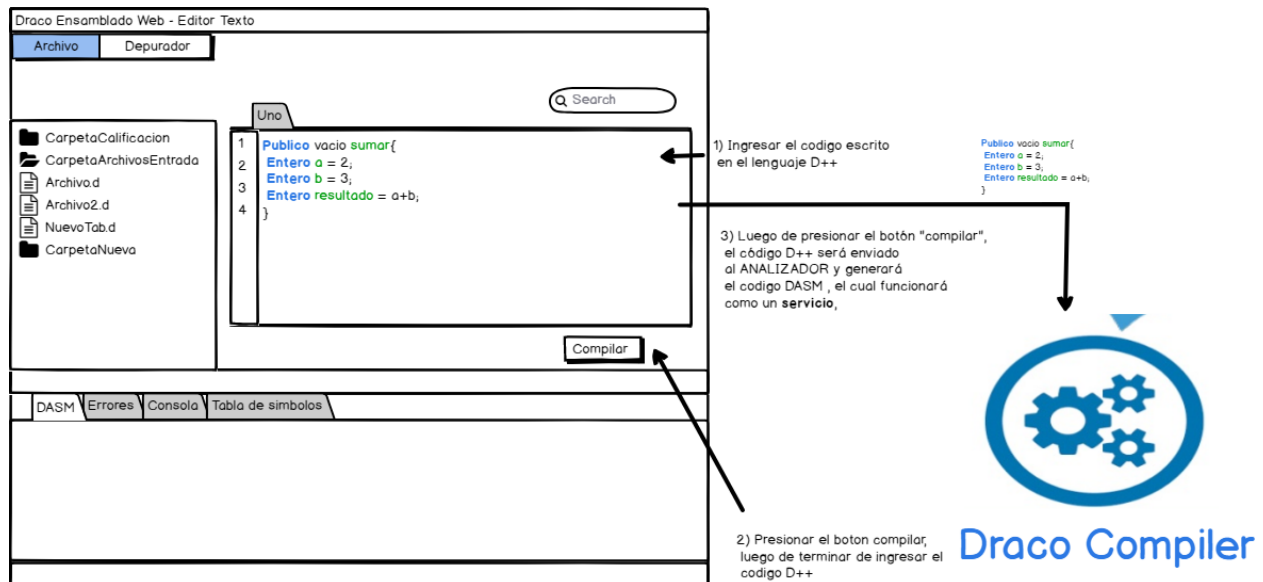 Draco Ensamblado Web - Editor Texto
Archivo
Depurador
Search
CarpetaCalificacion
CarpetaArchivosEntrada
Archivo.d
Archivo2.d
NuevoTab.d
CarpetaNueva
Uno
1
2
3
4
Publico vacio sumar{
Entero a = 2;
Entero b = 3;
Entero resultado = a+b;
}
Compilar
1) Ingresar el codigo escrito
en el lenguaje D++
Publico vacio sumar{
Entero a = 2;
Entero b = 3;
Entero resultado = a+b;
}
3) Luego de presionar el botón "compilar",
el código D++ será enviado
al ANALIZADOR y generará
el codigo DASM , el cual funcionará
como un servicio,
DASM
Errores
Consola
Tabla de simbolos
2) Presionar el boton compilar,
luego de terminar de ingresar el
codigo D++
Draco Compiler